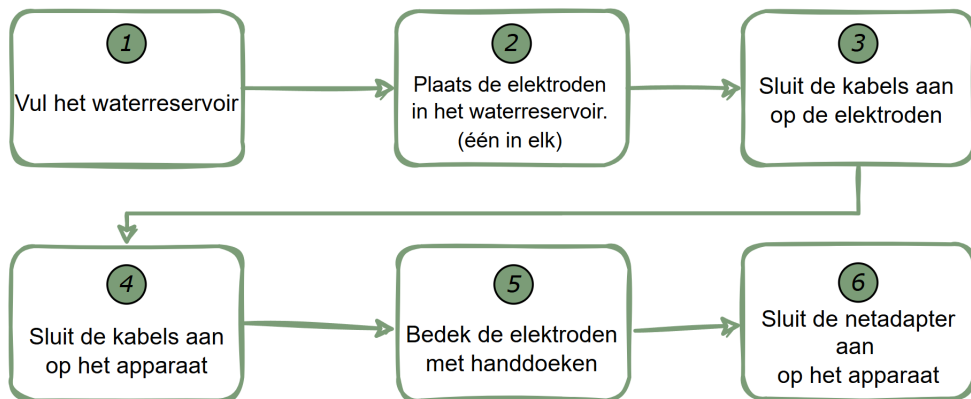 1
Vul het waterreservoir
2
Plaats de elektroden
in het waterreservoir.
(één in elk)
3
Sluit de kabels aan
op de elektroden
4
Sluit de kabels aan
op het apparaat
5
Bedek de elektroden
met handdoeken
6
Sluit de netadapter
aan
op het apparaat